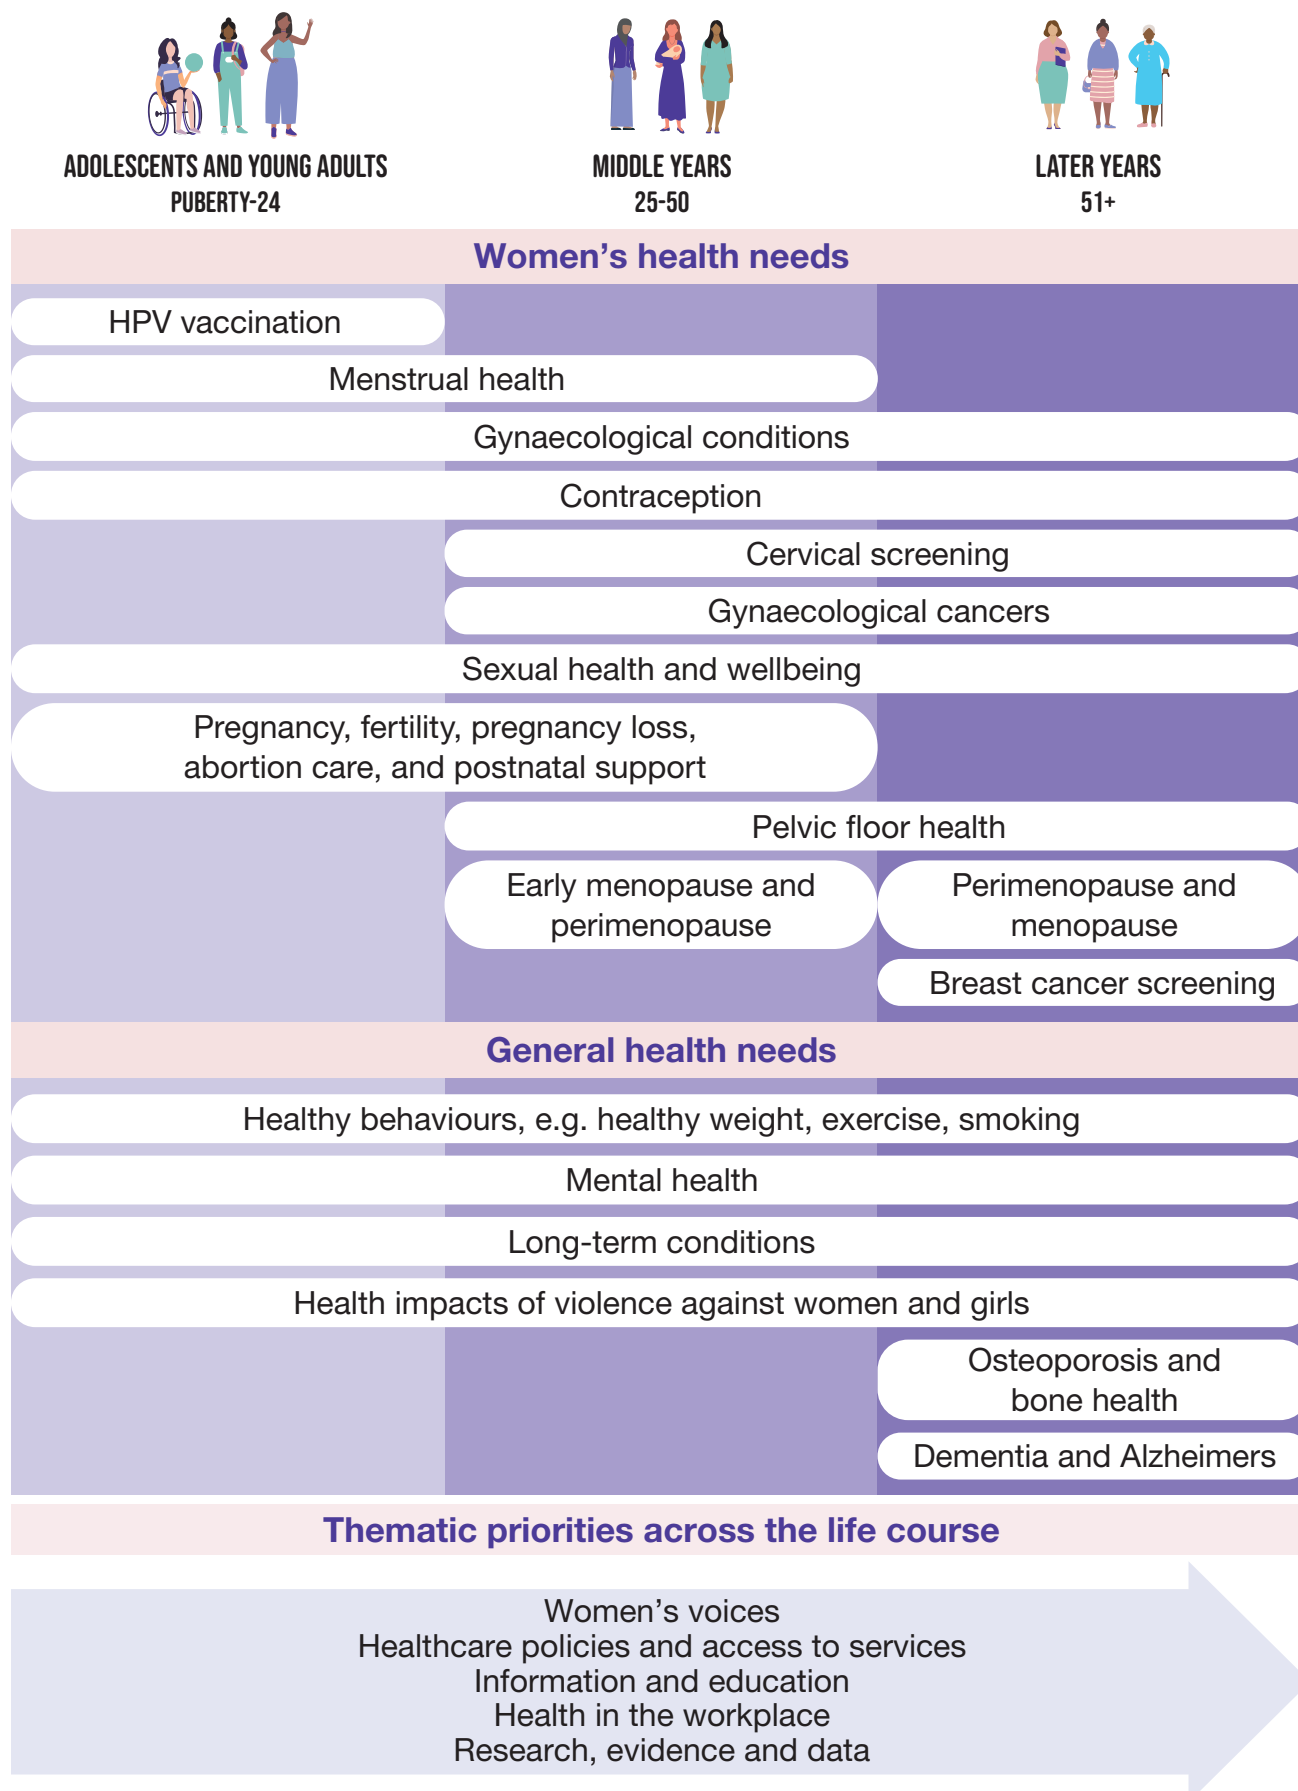 ADOLESCENTS AND YOUNG ADULTS
PUBERTY-24
MIDDLE YEARS
25-50
LATER YEARS
51+
Women's health needs
HPV vaccination
Menstrual health
Gynaecological conditions
Contraception
Cervical screening
Gynaecological cancers
Sexual health and wellbeing
Pregnancy, fertility, pregnancy loss,
abortion care, and postnatal support
Pelvic floor health
Early menopause and
perimenopause
Perimenopause and
menopause
Breast cancer screening
General health needs
Healthy behaviours, e.g. healthy weight, exercise, smoking
Mental health
Long-term conditions
Health impacts of violence against women and girls
Osteoporosis and
bone health
Dementia and Alzheimers
Thematic priorities across the life course
Women's voices
Healthcare policies and access to services
Information and education
Health in the workplace
Research, evidence and data